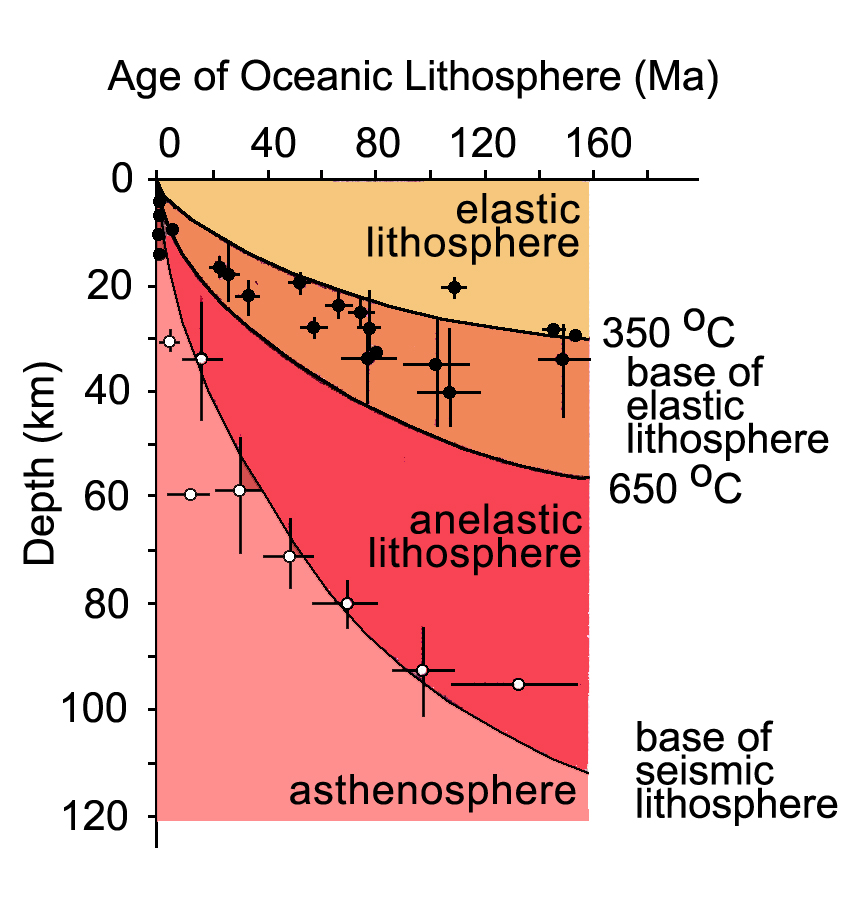 Age of Oceanic Lithosphere (Ma)
0 40 80 120 160
0
elastic
lithosphere
20
350 °C
base of
elastic
lithosphere
40
Depth (km)
650 °C
60
anelastic
lithosphere
80
100
base of
seismic
lithosphere
asthenosphere
120